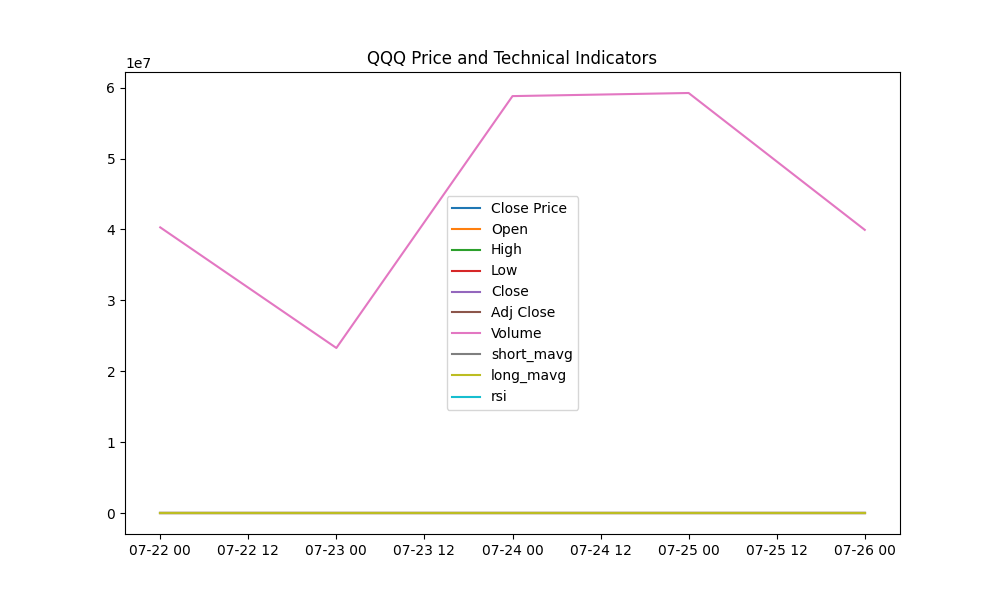 QQQ Price and Technical Indicators
1e7
6
5
4
3
2
1
0
Close Price
Open
High
Low
Close
Adj Close
Volume
short_mavg
long_mavg
rsi
07-22 00 07-22 12 07-23 00 07-23 12 07-24 00 07-24 12 07-25 00 07-25 12 07-26 00